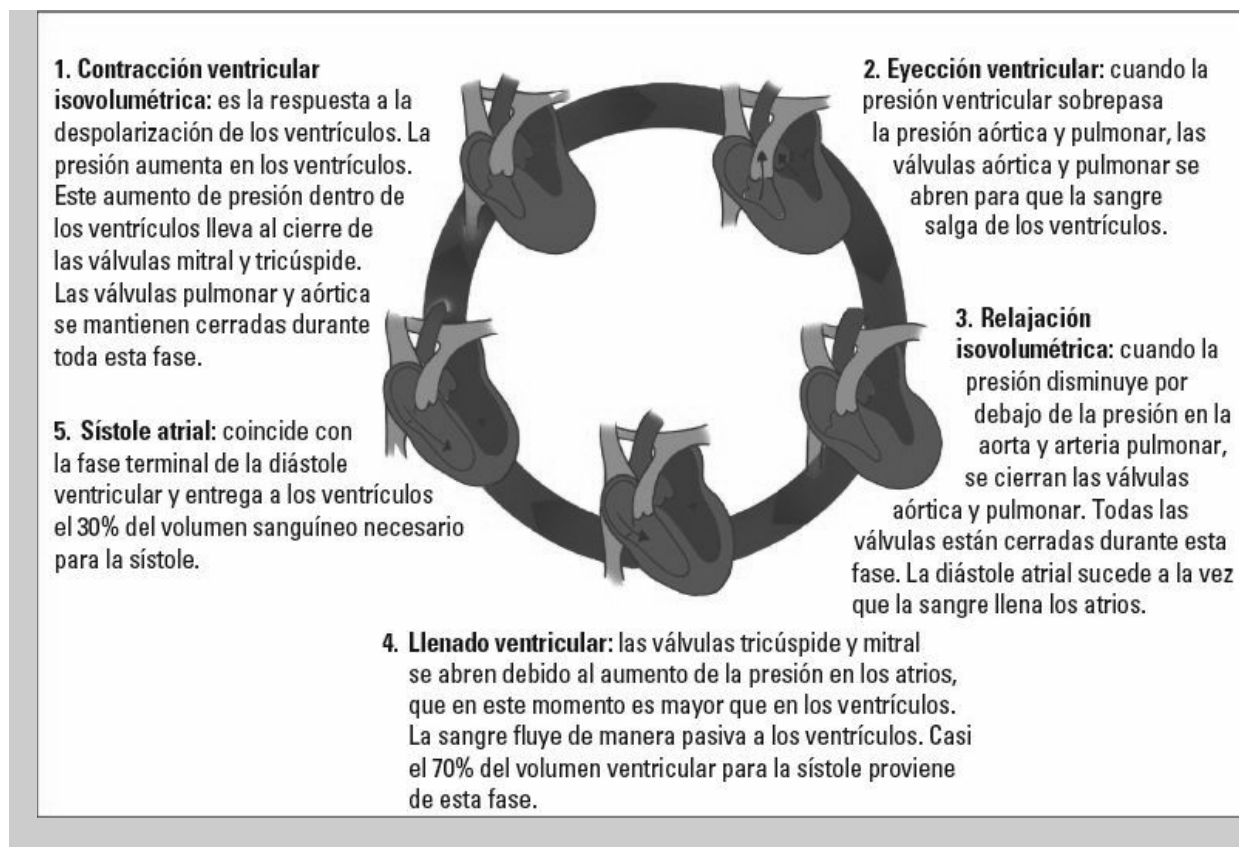 1. Contracción ventricular
isovolumétrica: es la respuesta a la
despolarización de los ventrículos. La
presión aumenta en los ventrículos.
Este aumento de presión dentro de
los ventrículos lleva al cierre de
las válvulas mitral y tricúspide.
Las válvulas pulmonar y aórtica
se mantienen cerradas durante
toda esta fase.
2. Eyección ventricular: cuando la
presión ventricular sobrepasa
la presión aórtica y pulmonar, las
válvulas aórtica y pulmonar se
abren para que la sangre
salga de los ventrículos.
3. Relajación
isovolumétrica: cuando la
presión disminuye por
debajo de la presión en la
aorta y arteria pulmonar,
se cierran las válvulas
aórtica y pulmonar. Todas las
válvulas están cerradas durante esta
fase. La diástole atrial sucede a la vez
que la sangre llena los atrios.
4. Llenado ventricular: las válvulas tricúspide y mitral
se abren debido al aumento de la presión en los atrios,
que en este momento es mayor que en los ventrículos.
La sangre fluye de manera pasiva a los ventrículos. Casi
el 70% del volumen ventricular para la sístole proviene
de esta fase.
5. Sístole atrial: coincide con
la fase terminal de la diástole
ventricular y entrega a los ventrículos
el 30% del volumen sanguíneo necesario
para la sístole.